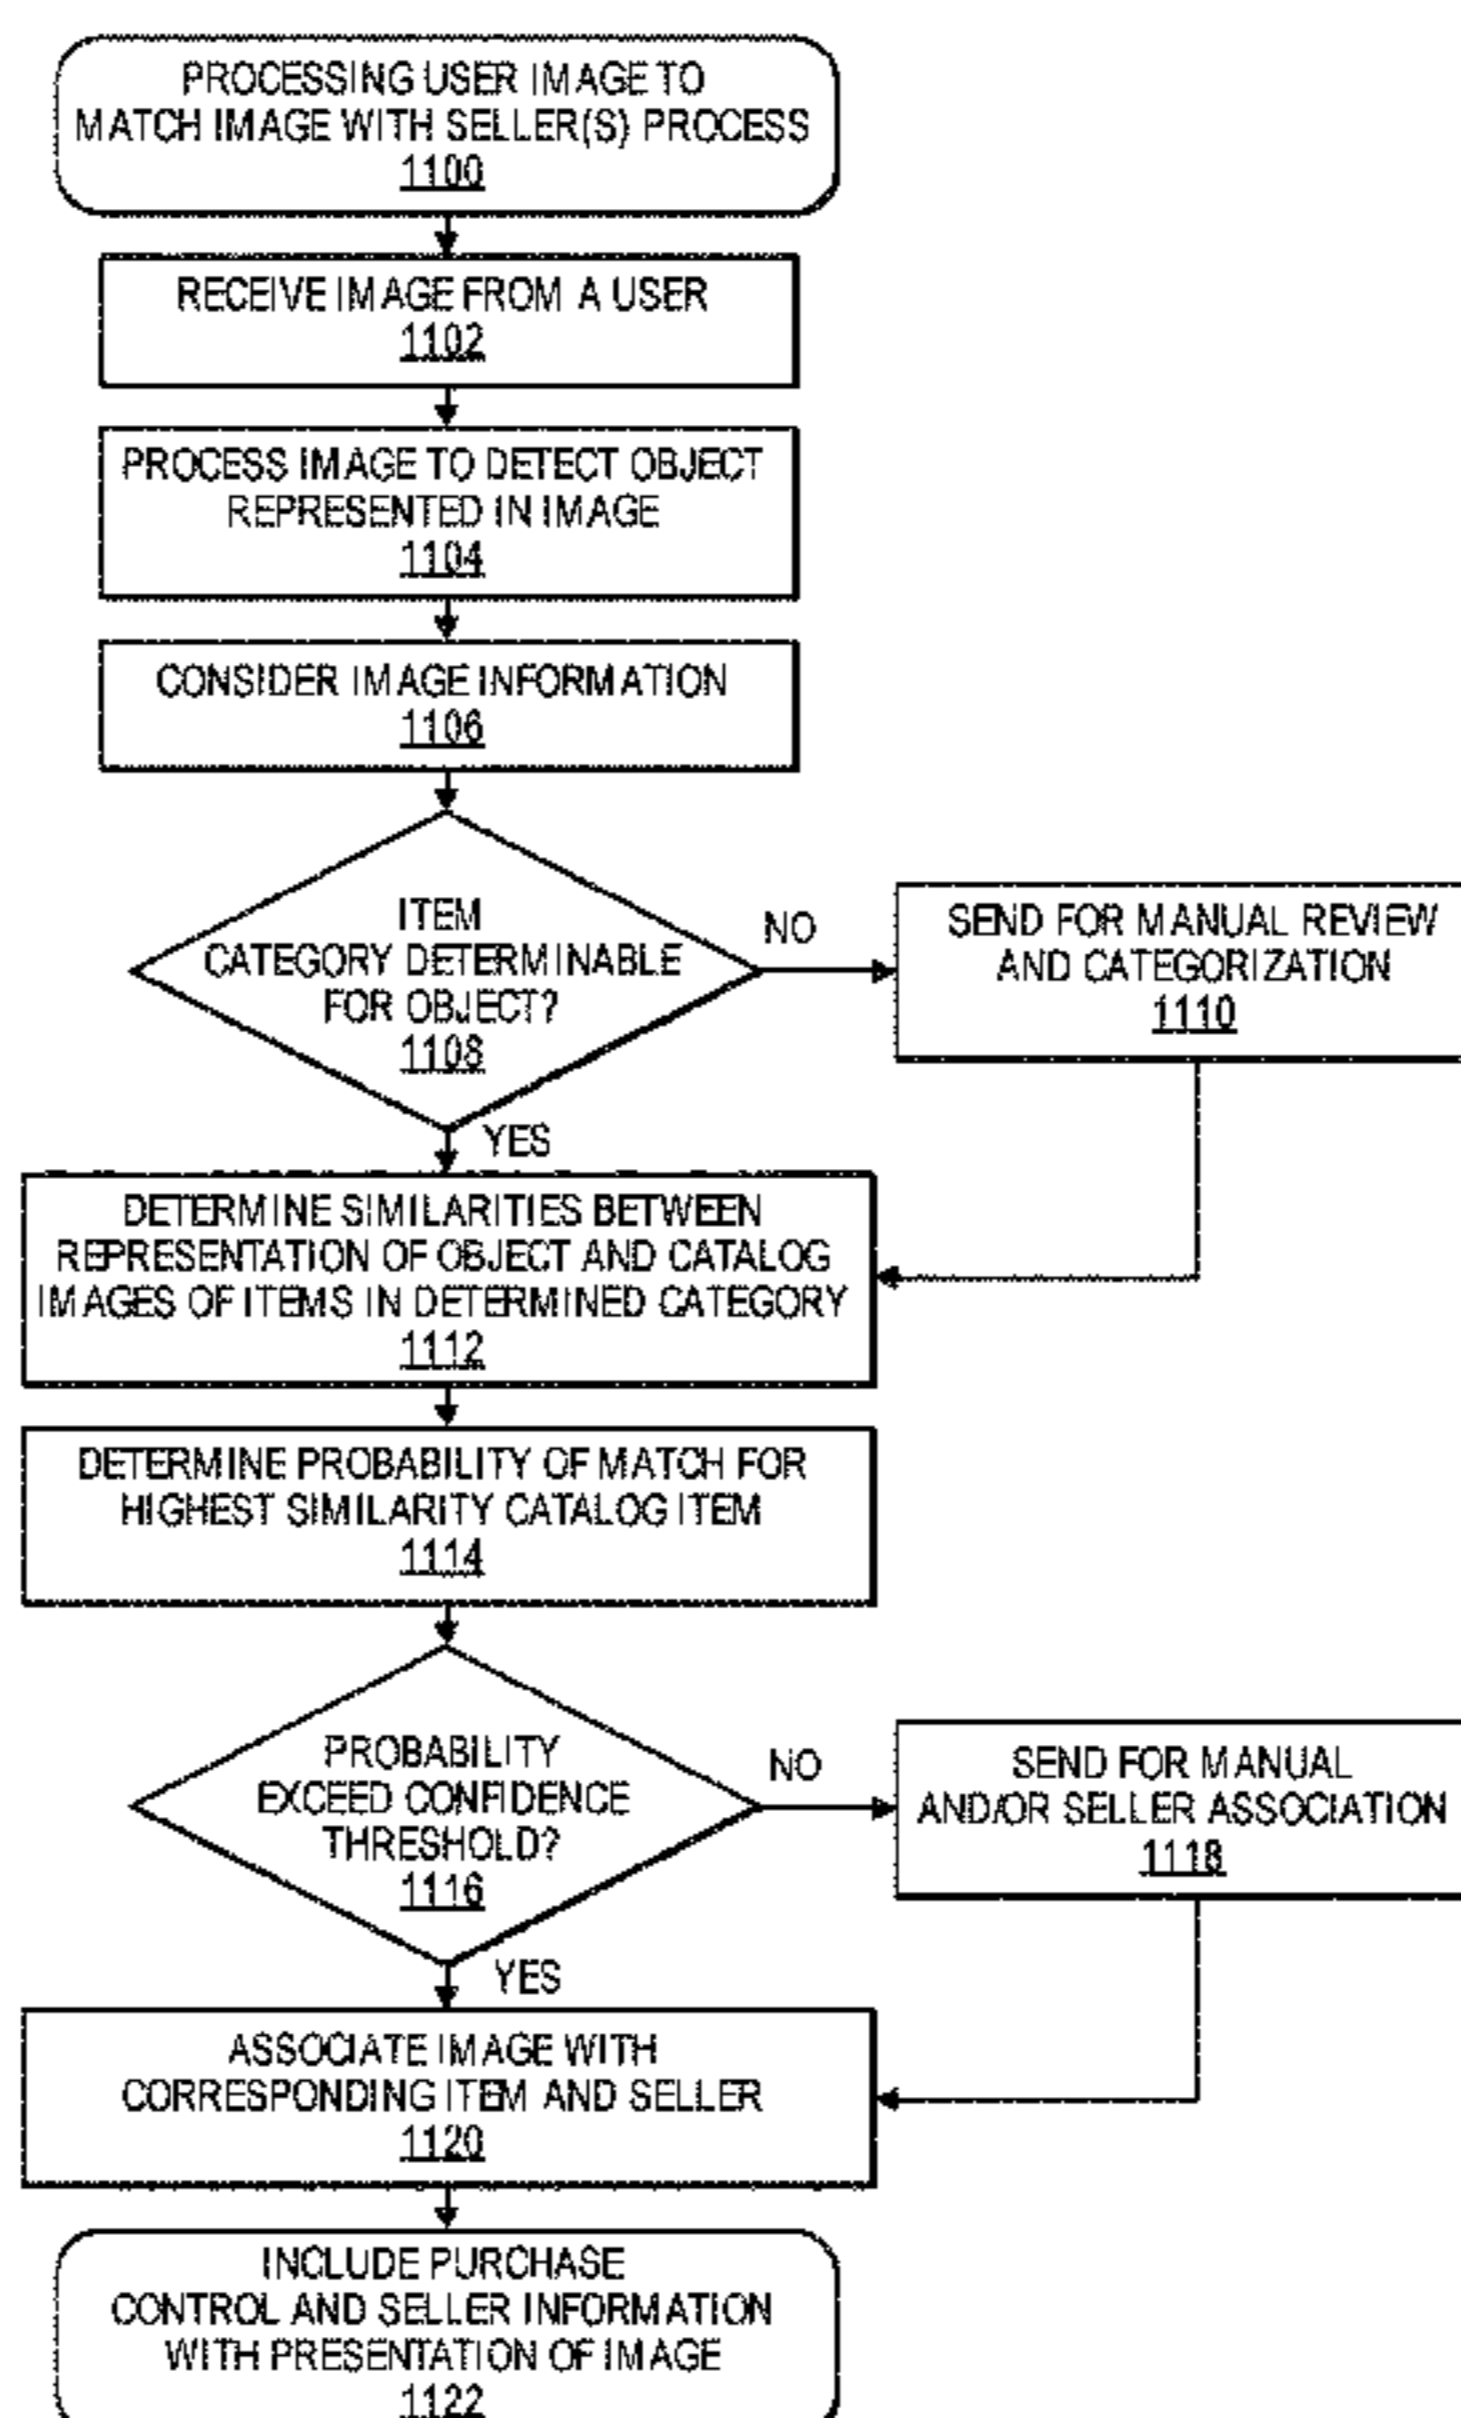 PROCESSING USER IMAGE TO
MATCH IMAGE WITH SELLER(S) PROCESS
1100
RECEIVE IMAGE FROM A USER
1102
PROCESS IMAGE TO DETECT OBJECT
REPRESENTED IN IMAGE
1104
CONSIDER IMAGE INFORMATION
1106
ITEM
CATEGORY DETERMINABLE
FOR OBJECT?
1108
NO
SEND FOR MANUAL REVIEW
AND CATEGORIZATION
1110
YES
DETERMINE SIMILARITIES BETWEEN
REPRESENTATION OF OBJECT AND CATALOG
IMAGES OF ITEMS IN DETERMINED CATEGORY
1112
DETERMINE PROBABILITY OF MATCH FOR
HIGHEST SIMILARITY CATALOG ITEM
1114
PROBABILITY
EXCEED CONFIDENCE
THRESHOLD?
1116
NO
SEND FOR MANUAL
AND/OR SELLER ASSOCIATION
1118
YES
ASSOCIATE IMAGE WITH
CORRESPONDING ITEM AND SELLER
1120
INCLUDE PURCHASE
CONTROL AND SELLER INFORMATION
WITH PRESENTATION OF IMAGE
1122